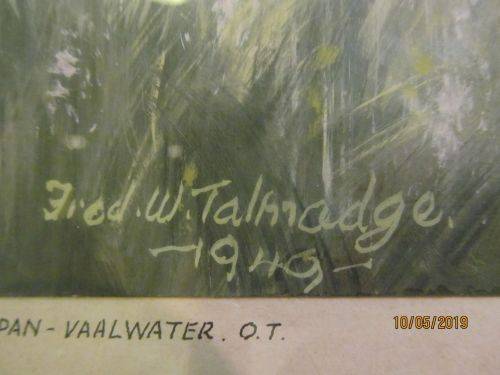 Fred. W. Talmadge.
-1949-
PAN - VAALWATER. O.T.
10/05/2019